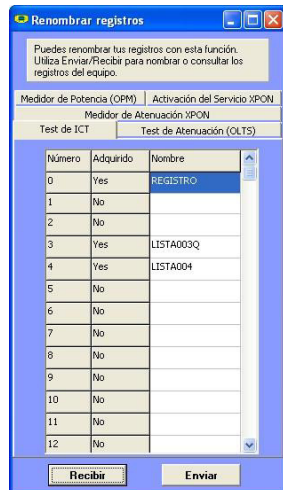 Renombrar registros
Puedes renombrar tus registros con esta función.
Utiliza Enviar/Recibir para nombrar o consultar los
registros del equipo.
Medidor de Potencia (OPM) Activación del Servicio XPON
Medidor de Atenuación XPON
Test de ICT Test de Atenuación (OLTS)
Número Adquirido Nombre
0 Yes REGISTRO
1 No
2 No
3 Yes LISTA003Q
4 Yes LISTA004
5 No
6 No
7 No
8 No
9 No
10 No
11 No
12 No
Recibir Enviar